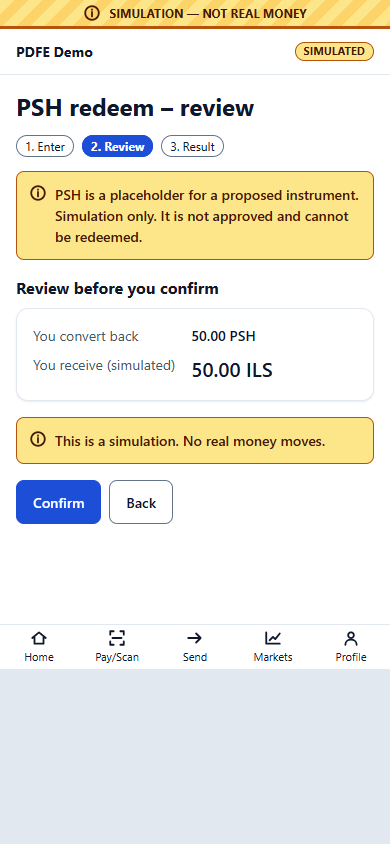 SIMULATION — NOT REAL MONEY
PDFE Demo
SIMULATED
PSH redeem – review
1. Enter
2. Review
3. Result
PSH is a placeholder for a proposed instrument.
Simulation only. It is not approved and cannot
be redeemed.
Review before you confirm
You convert back 50.00 PSH
You receive (simulated) 50.00 ILS
This is a simulation. No real money moves.
Confirm
Back
Home
Pay/Scan
Send
Markets
Profile